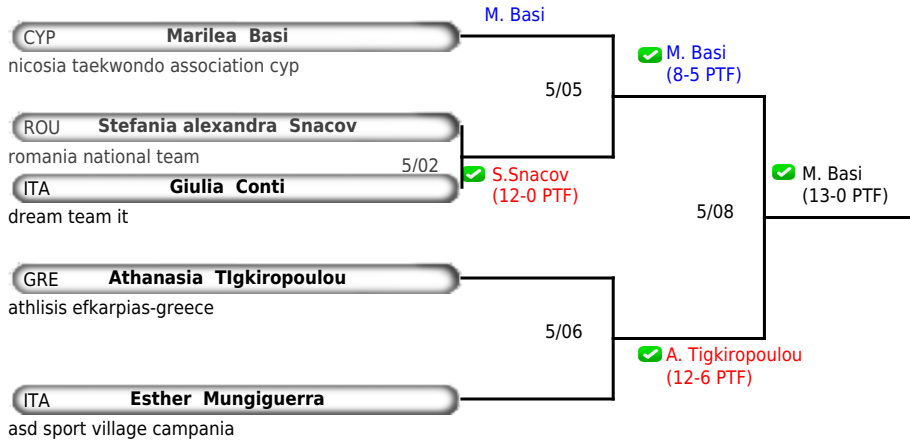 M. Basi
CYP Marilea Basi
nicosia taekwondo association cyp
M. Basi
(8-5 PTF)
5/05
ROU Stefania alexandra Snacov
romania national team
5/02
ITA Giulia Conti
dream team it
S.Snacov
(12-0 PTF)
M. Basi
(13-0 PTF)
5/08
GRE Athanasia TIgkiropoulou
athlisis efkarpias-greece
5/06
A. Tigkiropoulou
(12-6 PTF)
ITA Esther Mungiguerra
asd sport village campania